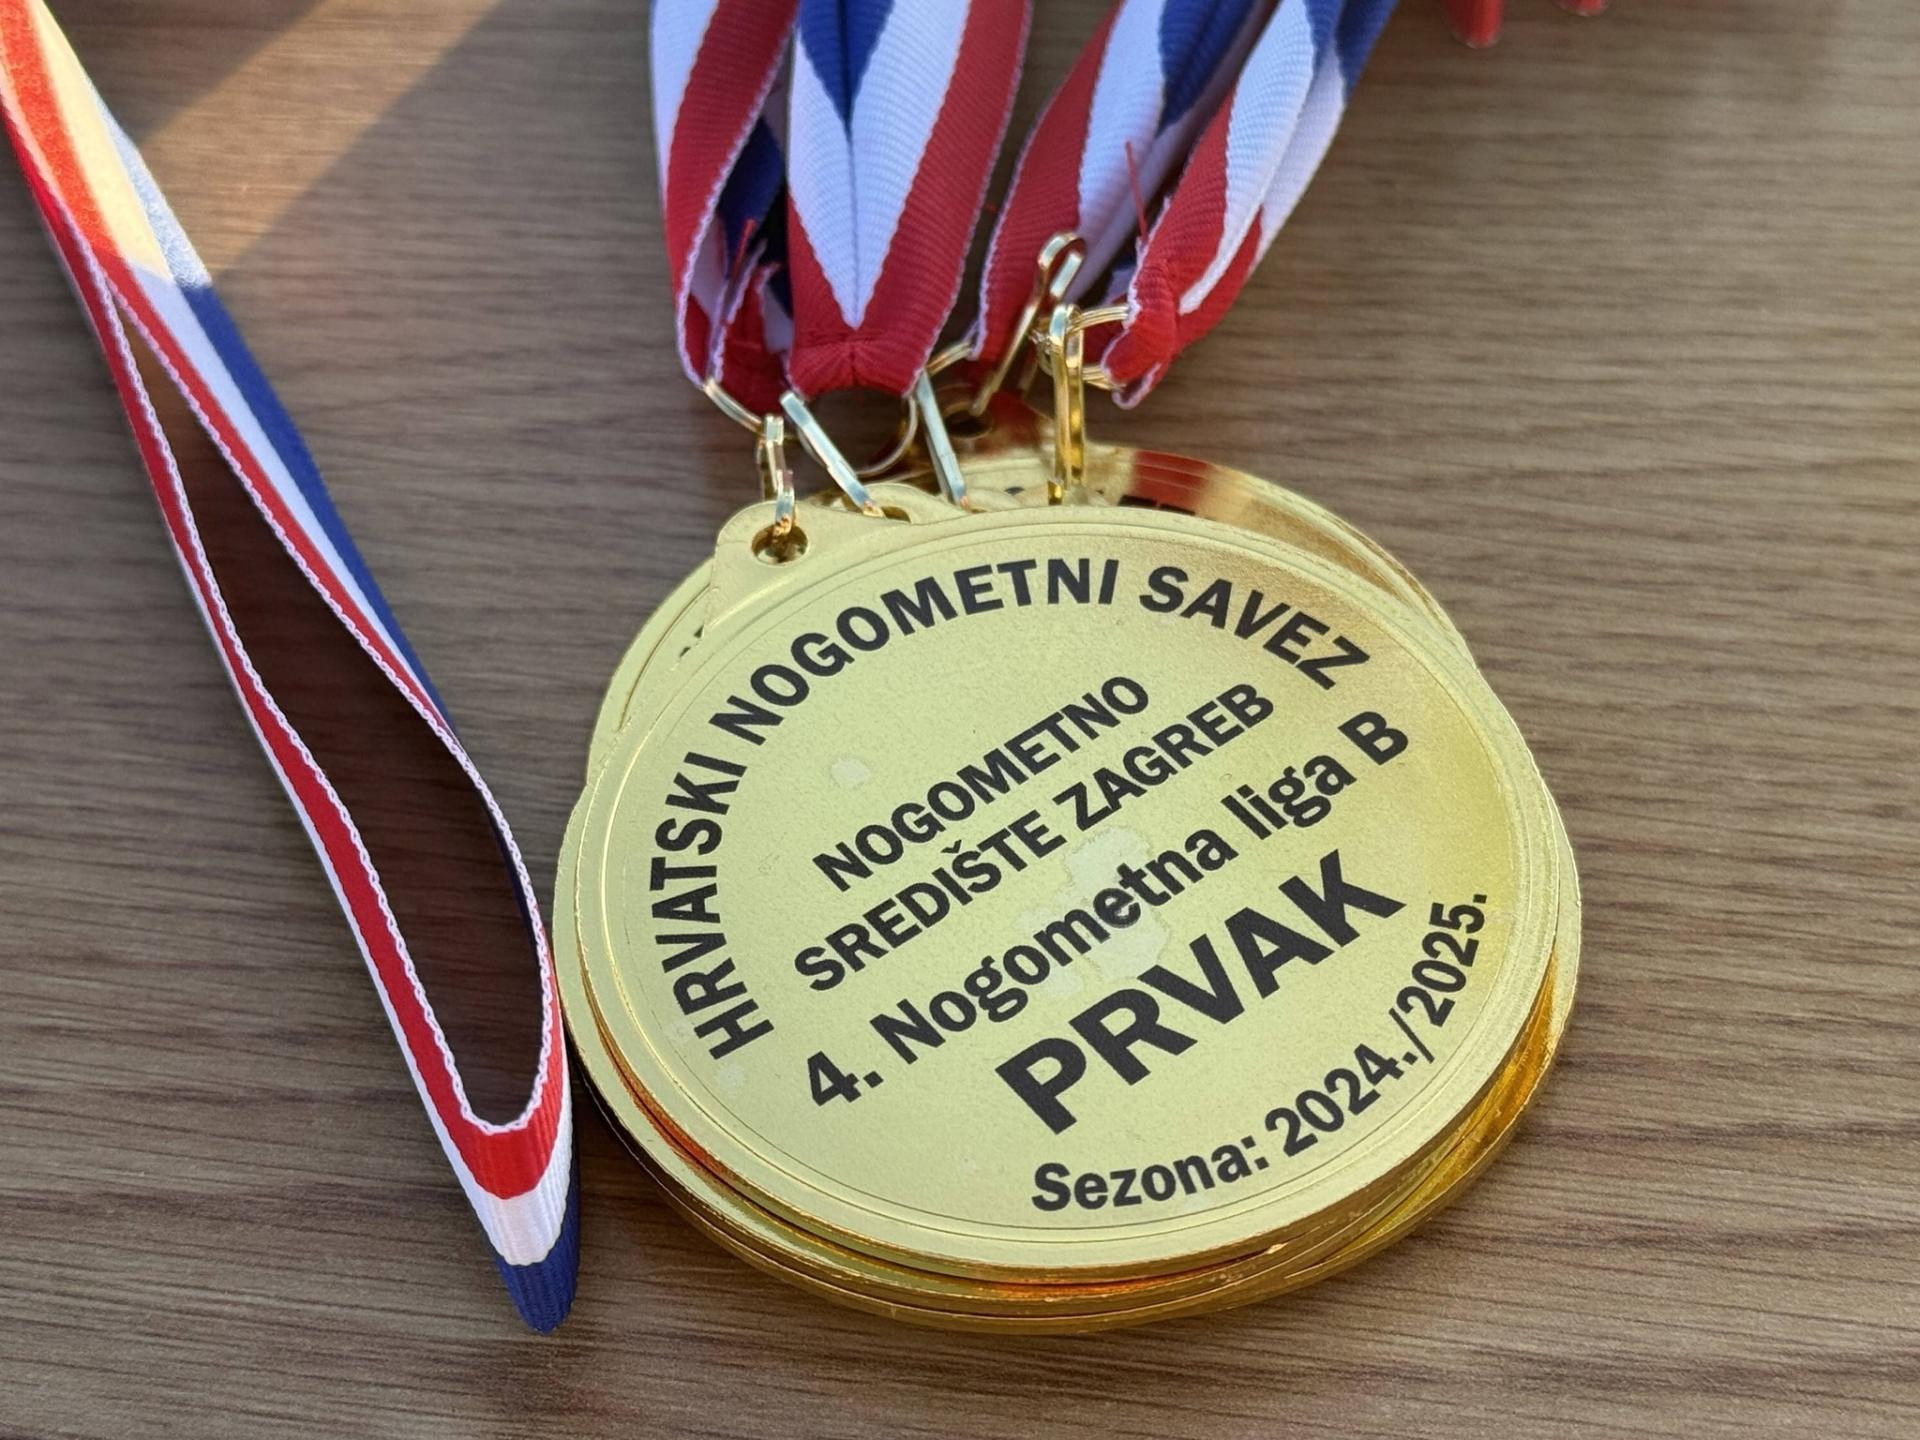 HRVATSKI NOGOMETNI SAVEZ
NOGOMETNO
SREDIŠTE ZAGREB
4. Nogometna liga B
PRVAK
Sezona: 2024./2025.